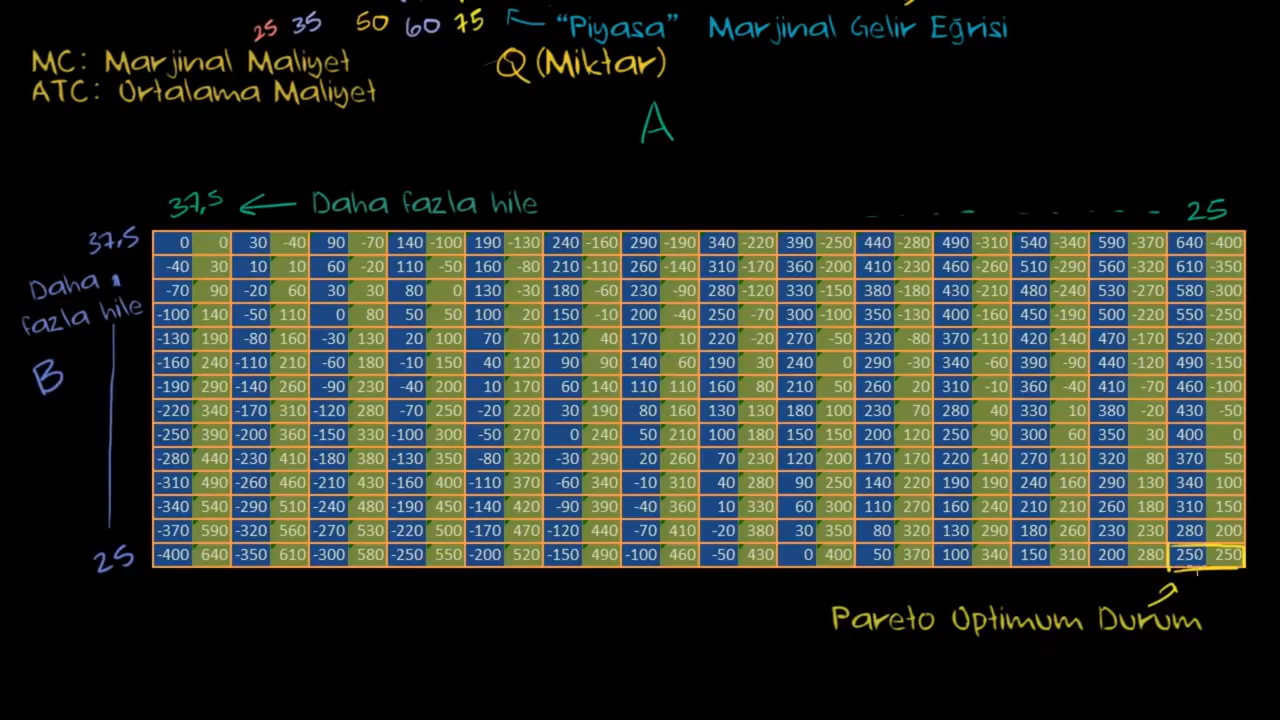 25 35 50 60 75 "Piyasa" Marjinal Gelir Eğrisi
MC: Marjinal Maliyet Q (Miktar)
ATC: Ortalama Maliyet
A
37,5 Daha fazla hile 25
37,5 0 0 30 -40 90 -70 140 -100 190 -130 240 -160 290 -190 340 -220 390 -250 440 -280 490 -310 540 -340 590 -370 640 -400
-40 30 10 10 60 -20 110 -50 160 -80 210 -110 260 -140 310 -170 360 -200 410 -230 460 -260 510 -290 560 -320 610 -350
Daha -70 90 -20 60 30 30 80 0 130 -30 180 -60 230 -90 280 -120 330 -150 380 -180 430 -210 480 -240 530 -270 580 -300
fazla hile -100 140 -50 110 0 80 50 50 100 20 150 -10 200 -40 250 -70 300 -100 350 -130 400 -160 450 -190 500 -220 550 -250
-130 190 -80 160 -30 130 20 100 70 70 120 40 170 10 220 -20 270 -50 320 -80 370 -110 420 -140 470 -170 520 -200
-160 240 -110 210 -60 180 -10 150 40 120 90 90 140 60 190 30 240 0 290 -30 340 -60 390 -90 440 -120 490 -150
B -190 290 -140 260 -90 230 -40 200 10 170 60 140 110 110 160 80 210 50 260 20 310 -10 360 -40 410 -70 460 -100
-220 340 -170 310 -120 280 -70 250 -20 220 30 190 80 160 130 130 180 100 230 70 280 40 330 10 380 -20 430 -50
-250 390 -200 360 -150 330 -100 300 -50 270 0 240 50 210 100 180 150 150 200 120 250 90 300 60 350 30 400 0
-280 440 -230 410 -180 380 -130 350 -80 320 -30 290 20 260 70 230 120 200 170 170 220 140 270 110 320 80 370 50
-310 490 -260 460 -210 430 -160 400 -110 370 -60 340 -10 310 40 280 90 250 140 220 190 190 240 160 290 130 340 100
-340 540 -290 510 -240 480 -190 450 -140 420 -90 390 -40 360 10 330 60 300 110 270 160 240 210 210 260 180 310 150
-370 590 -320 560 -270 530 -220 500 -170 470 -120 440 -70 410 -20 380 30 350 80 320 130 290 180 260 230 230 280 200
25 -400 640 -350 610 -300 580 -250 550 -200 520 -150 490 -100 460 -50 430 0 400 50 370 100 340 150 310 200 280 250 250
Pareto Optimum Durum